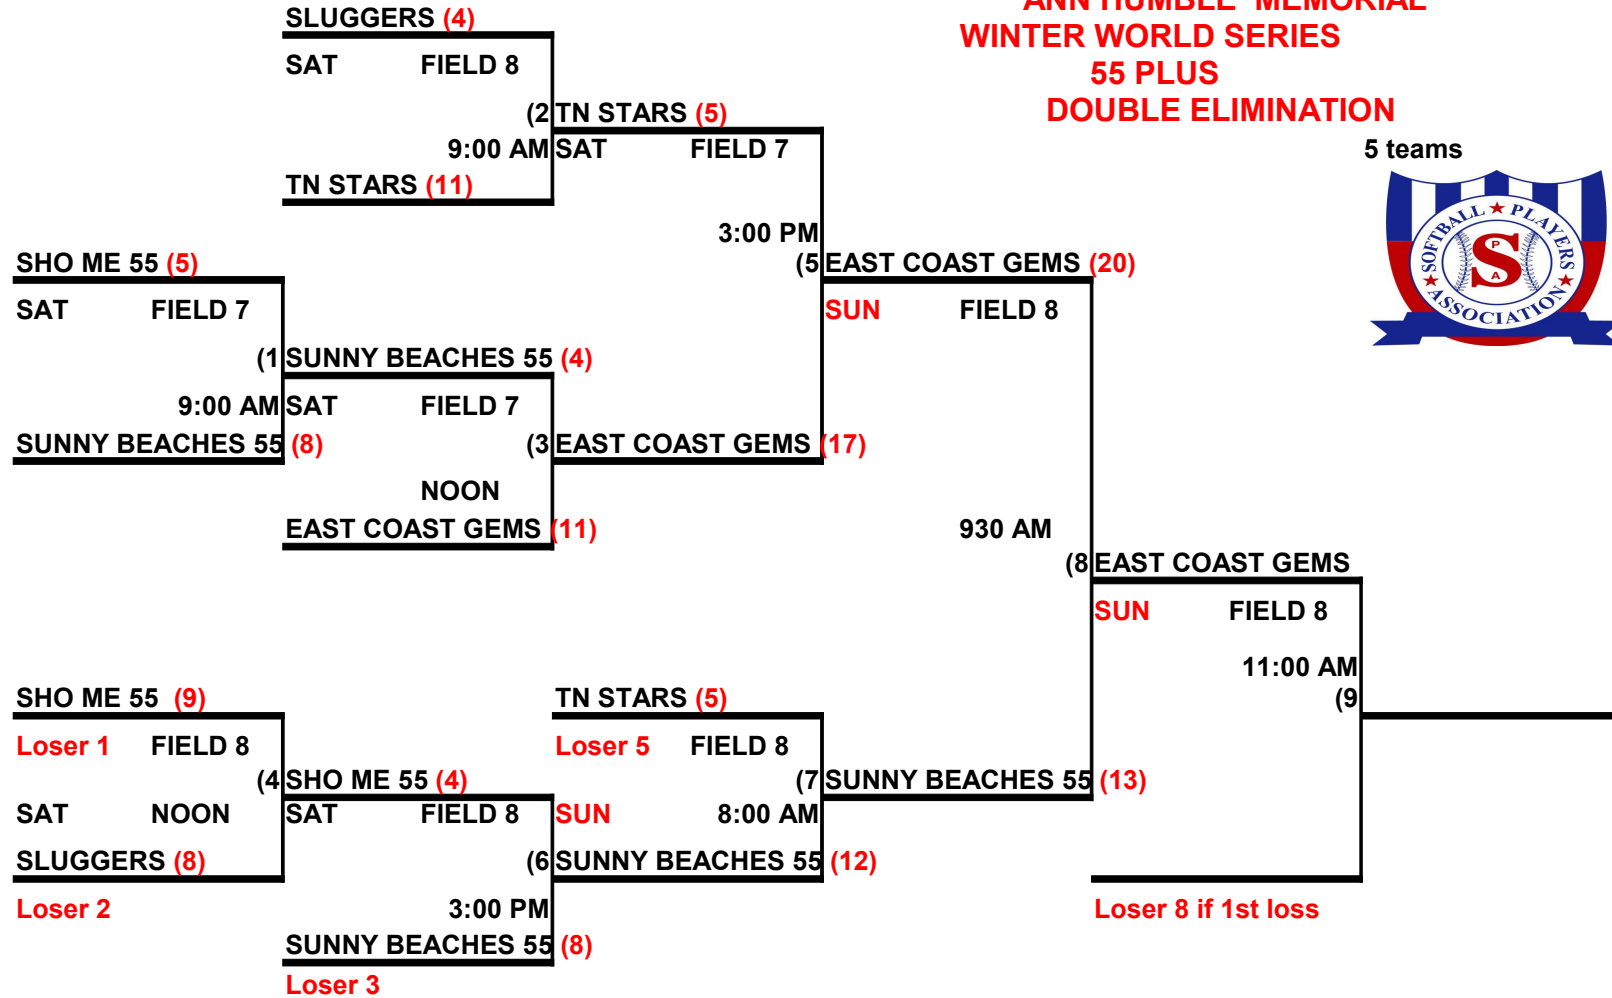 ANN HUMBLE MEMORIAL
WINTER WORLD SERIES
55 PLUS
DOUBLE ELIMINATION
5 teams
SOFTBALL ★ PLAYERS ★ ASSOCIATION ★
S
P
A
SLUGGERS (4)
SAT FIELD 8
(2 TN STARS (5)
9:00 AM SAT FIELD 7
TN STARS (11)
3:00 PM
SHO ME 55 (5) (5 EAST COAST GEMS (20)
SAT FIELD 7 SUN FIELD 8
(1 SUNNY BEACHES 55 (4)
9:00 AM SAT FIELD 7
SUNNY BEACHES 55 (8) (3 EAST COAST GEMS (17)
NOON
EAST COAST GEMS (11) 930 AM
(8 EAST COAST GEMS
SUN FIELD 8
11:00 AM
SHO ME 55 (9) TN STARS (5) (9
Loser 1 FIELD 8 Loser 5 FIELD 8
(4 SHO ME 55 (4) (7 SUNNY BEACHES 55 (13)
SAT NOON SAT FIELD 8 SUN 8:00 AM
SLUGGERS (8) (6 SUNNY BEACHES 55 (12)
Loser 2 3:00 PM Loser 8 if 1st loss
SUNNY BEACHES 55 (8)
Loser 3